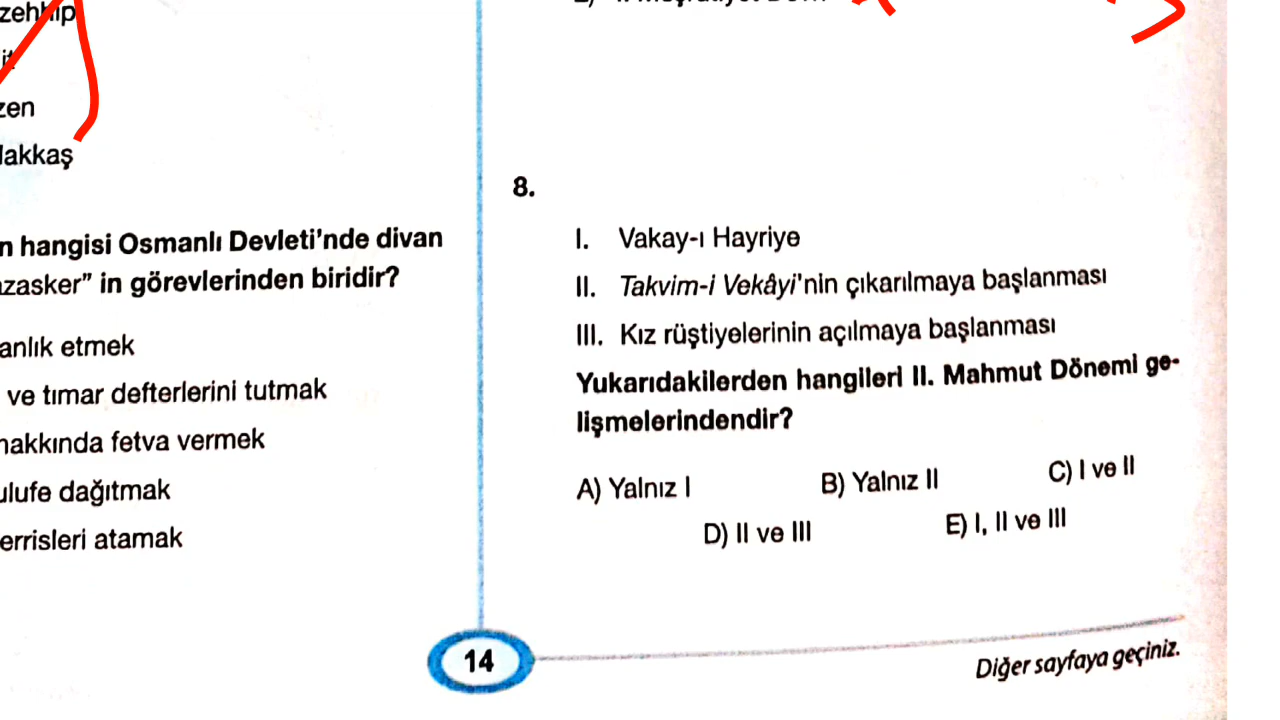 zen
n hangisi Osmanlı Devleti'nde divan
azasker" in görevlerinden biridir?
anlık etmek
ve tımar defterlerini tutmak
hakkında fetva vermek
ulufe dağıtmak
errisleri atamak
8.
I. Vakay-ı Hayriye
II. Takvim-i Vekâyi'nin çıkarılmaya başlanması
III. Kız rüştiyelerinin açılmaya başlanması
Yukarıdakilerden hangileri II. Mahmut Dönemi ge-
lişmelerindendir?
A) Yalnız I B) Yalnız II C) I ve II
D) II ve III E) I, II ve III
14
Diğer sayfaya geçiniz.